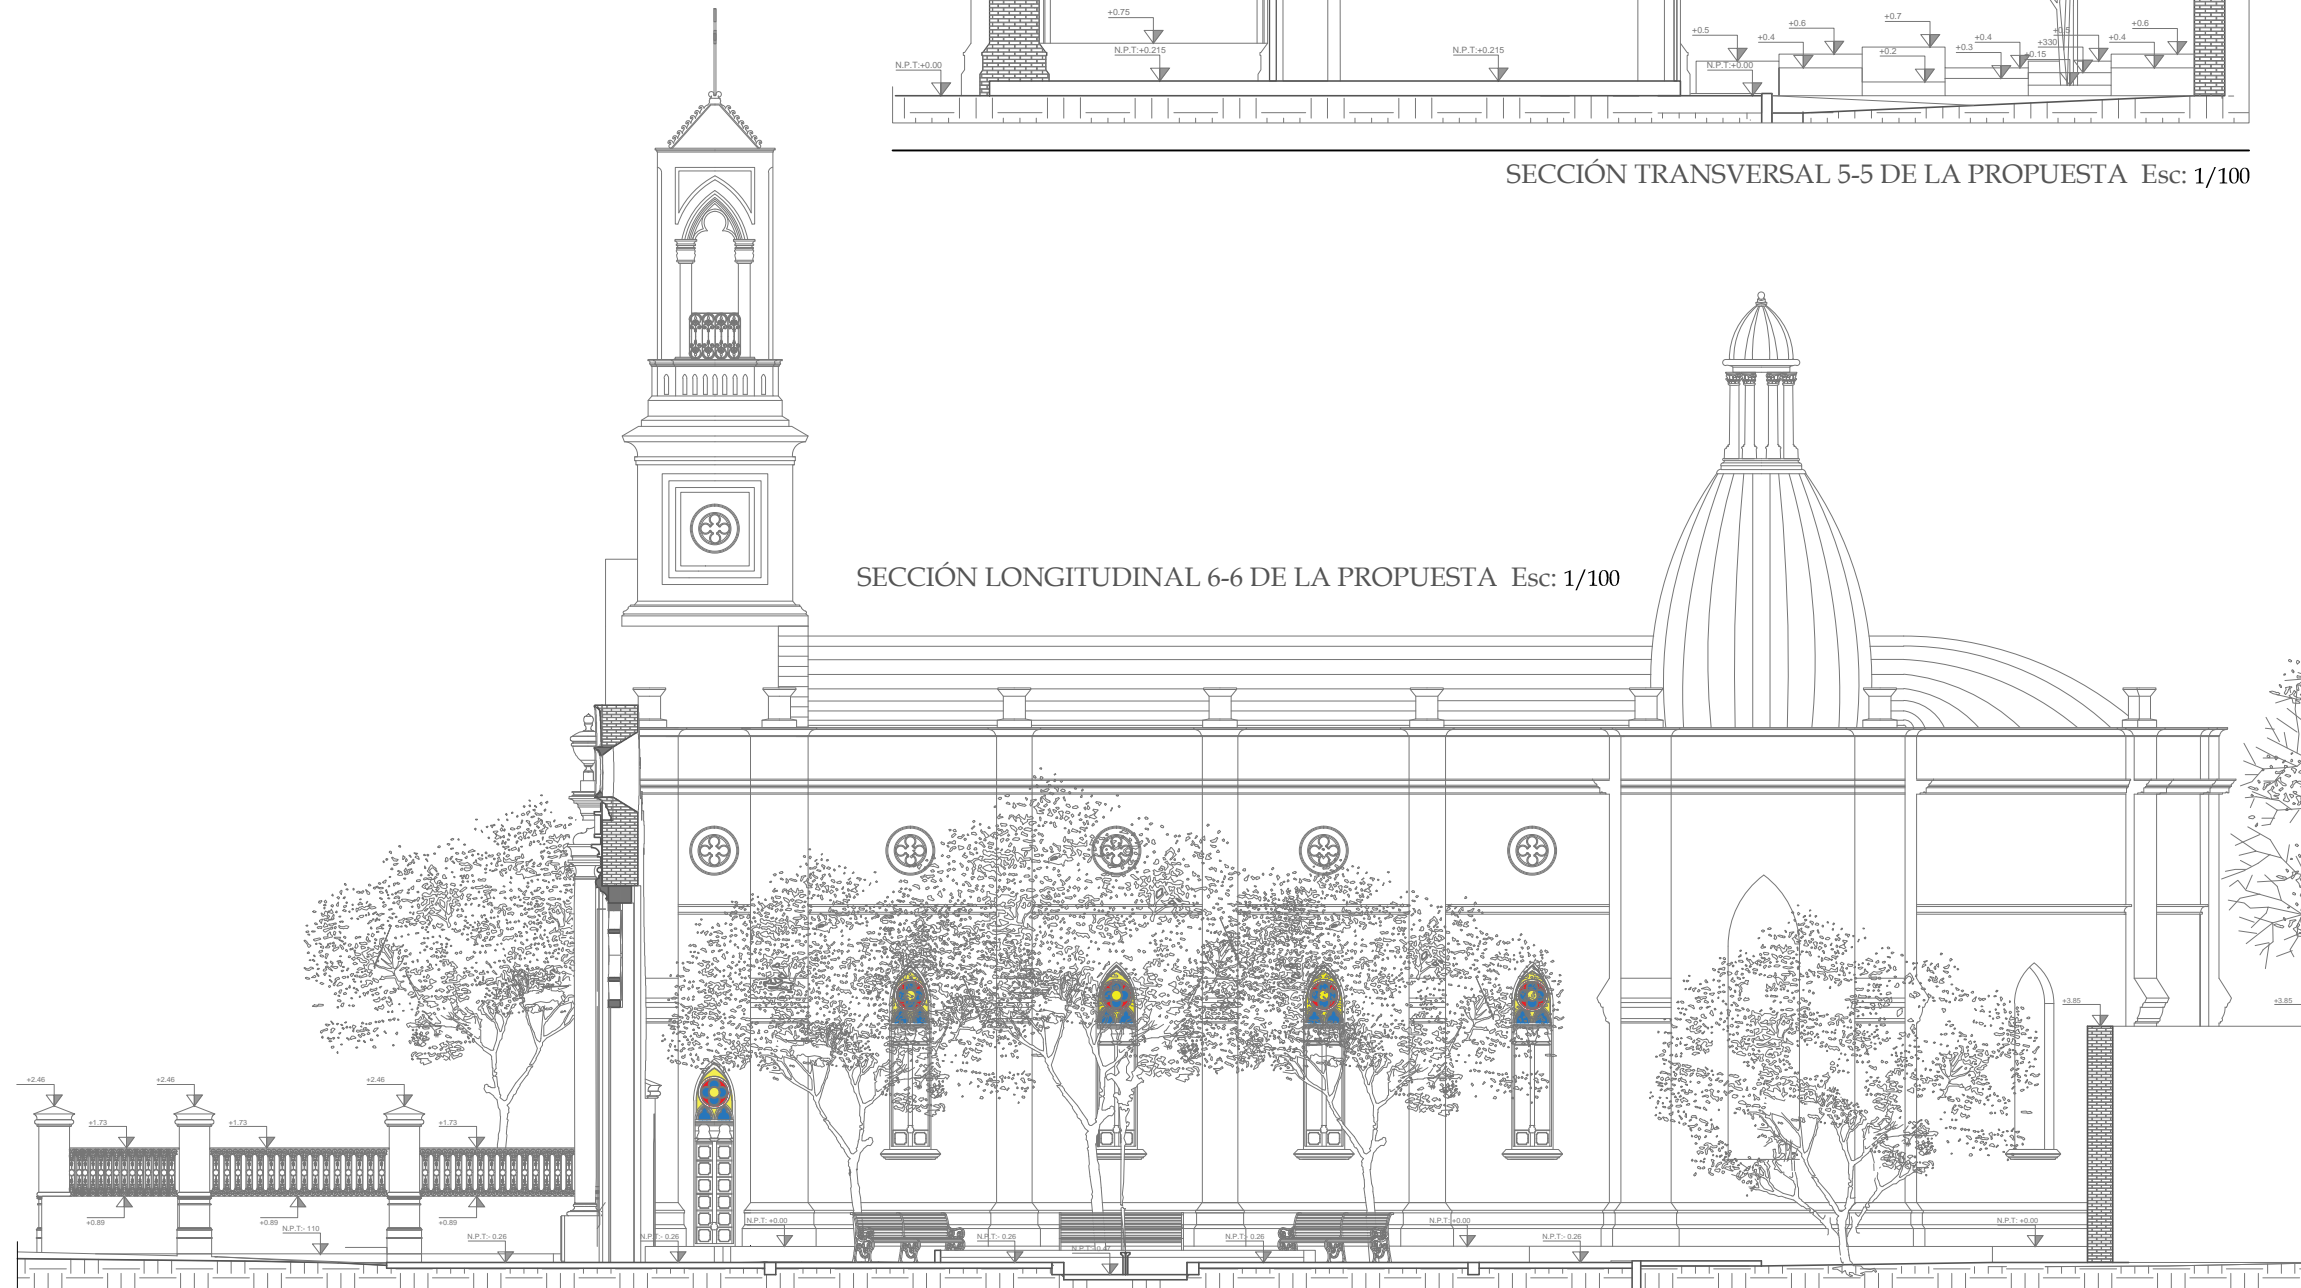 +0.75
+0.5
+0.6
+0.4
+0.7
+0.2
+0.3
+0.4
+330
+0.15
+0.4
+0.6
N.P.T:+0.00
N.P.T:+0.215
N.P.T:+0.215
N.P.T:+0.00
SECCIÓN TRANSVERSAL 5-5 DE LA PROPUESTA Esc: 1/100
SECCIÓN LONGITUDINAL 6-6 DE LA PROPUESTA Esc: 1/100
+3.85
+3.85
+2.46
+2.46
+2.46
+1.73
+1.73
+1.73
+0.89
+0.89
+0.89
N.P.T:- 110
N.P.T:- 0.26
N.P.T:- 0.26
N.P.T: +0.00
N.P.T:- 0.26
N.P.T:- 0.26
N.P.T: +0.00
N.P.T:- 0.26
N.P.T: +0.00